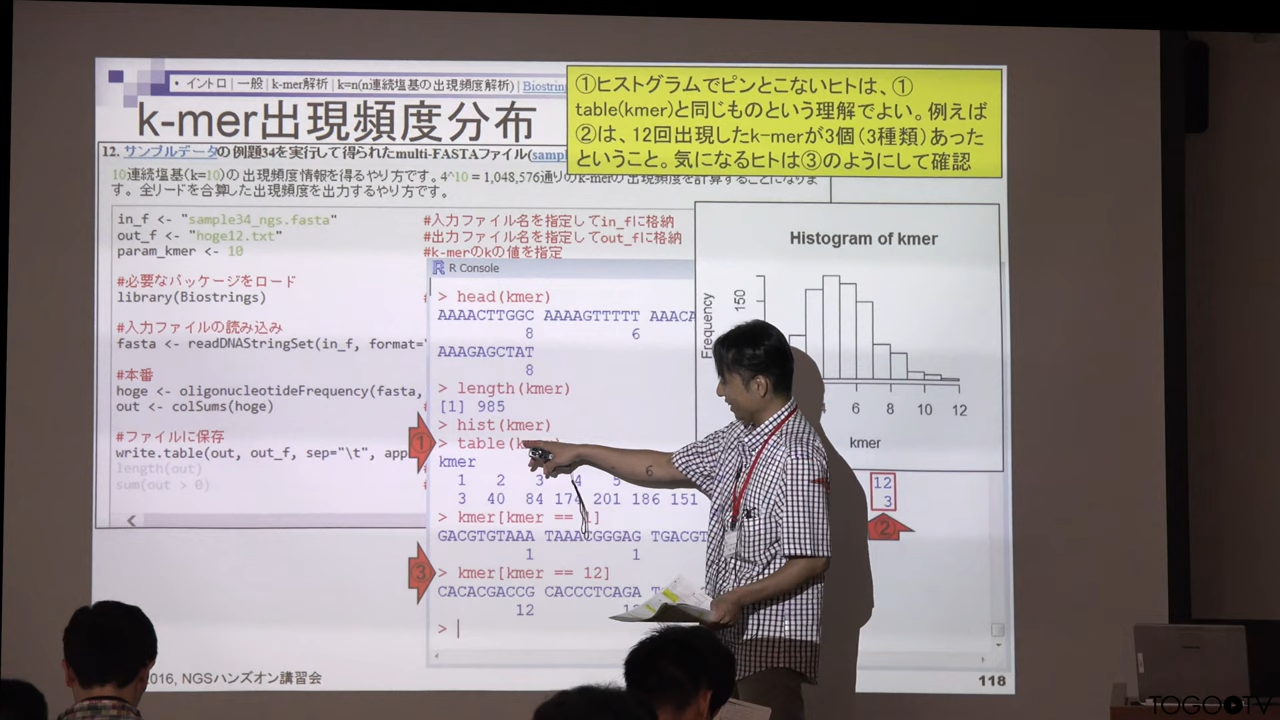 • イントロ | 一般 | k-mer解析 | k=n(n連続塩基の出現頻度解析) | Biostrin
k-mer出現頻度分布
①ヒストグラムでピンとこないヒトは、①
table(kmer)と同じものという理解でよい。例えば
②は、12回出現したk-merが3個（3種類）あった
ということ。気になるヒトは③のようにして確認
12. サンプルデータの例題34を実行して得られたmulti-FASTAファイル(samp
10連続塩基(k=10)の出現頻度情報を得るやり方です。4^10 = 1,048,576通りのk-merの出現頻度を計算することになりま
す。 全リードを合算した出現頻度を出力するやり方です。
in_f <- "sample34_ngs.fasta" #入力ファイル名を指定してin_fに格納
out_f <- "hoge12.txt" #出力ファイル名を指定してout_fに格納
param_kmer <- 10 #k-merのkの値を指定
#必要なパッケージをロード
library(Biostrings)
#入力ファイルの読み込み
fasta <- readDNAStringSet(in_f, format=
#本番
hoge <- oligonucleotideFrequency(fasta,
out <- colSums(hoge)
#ファイルに保存
write.table(out, out_f, sep="\t", app
length(out)
sum(out > 0)
R Console
> head(kmer)
AAAACTTGGC AAAAGTTTTT AAACA
8 6
AAAGAGCTAT
8
> length(kmer)
[1] 985
> hist(kmer)
① > table(k
kmer
1 2 3 4 5 6
3 40 84 174 201 186 151
> kmer[kmer == 1]
GACGTGTAAA TAAACGGGAG TGACGT
1 1
③ > kmer[kmer == 12]
CACACGACCG CACCCTCAGA
12
>
Histogram of kmer
Frequency
150
6 8 10 12
kmer
12
3
②
2016, NGSハンズオン講習会
118
TOGOTV